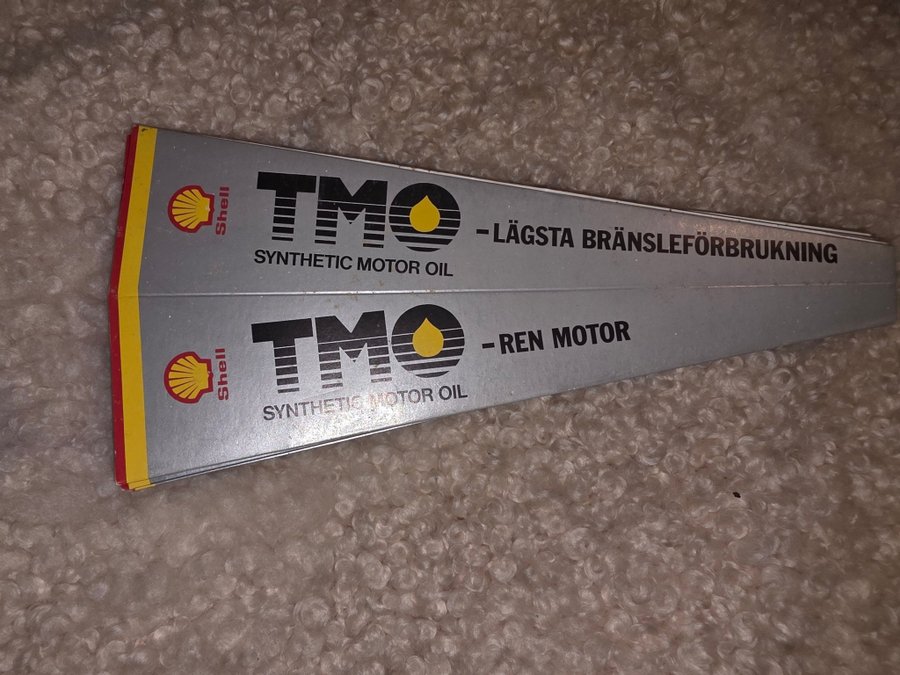 Shell
TMO
SYNTHETIC MOTOR OIL
–LÄGSTA BRÄNSLEFÖRBRUKNING
Shell
TMO
SYNTHETIC MOTOR OIL
–REN MOTOR